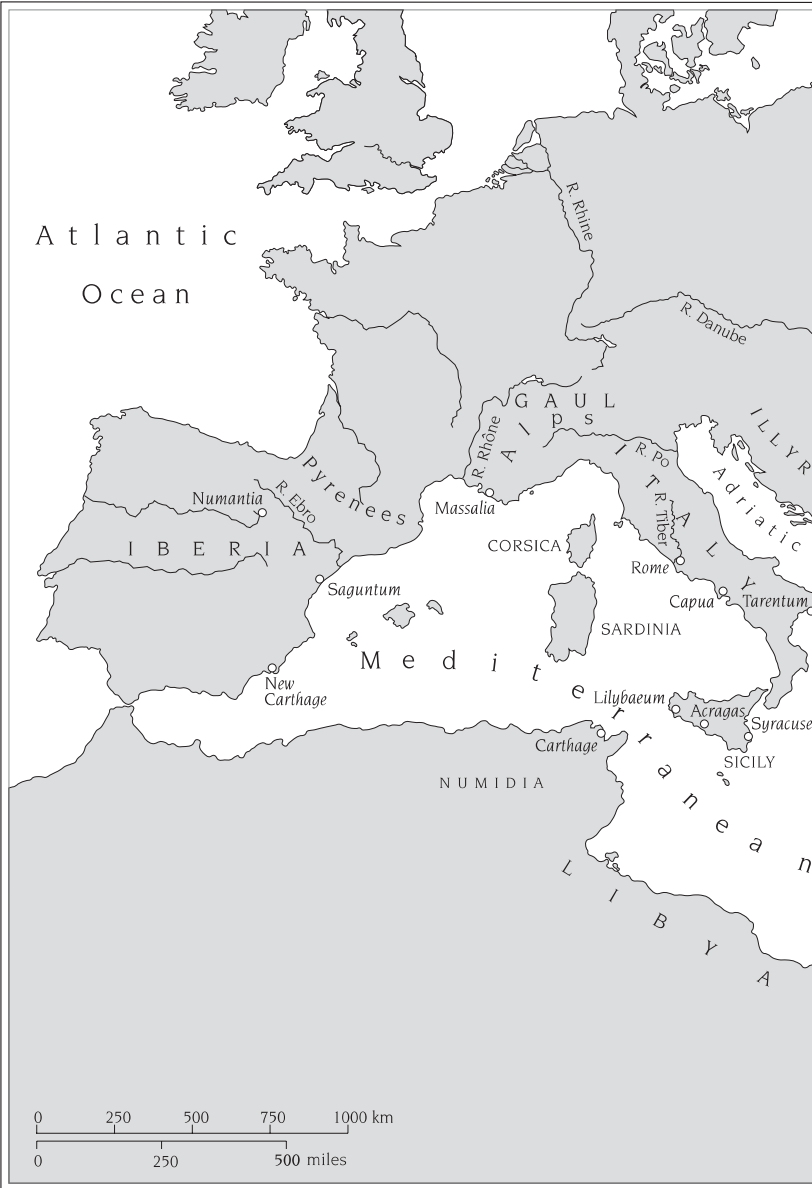 Atlantic
Ocean
R. Rhine
R. Danube
GAUL
Alps
R. Rhône
ILLYR
R. Po
ITALY
Adriatic
Pyrenees
Numantia
R. Ebro
Massalia
R. Tiber
IBERIA
CORSICA
Rome
Saguntum
Capua
Tarentum
SARDINIA
Mediterranean
New
Carthage
Lilybaeum
Acragas
Syracuse
Carthage
SICILY
NUMIDIA
LIBYA
0 250 500 750 1000 km
0 250 500 miles